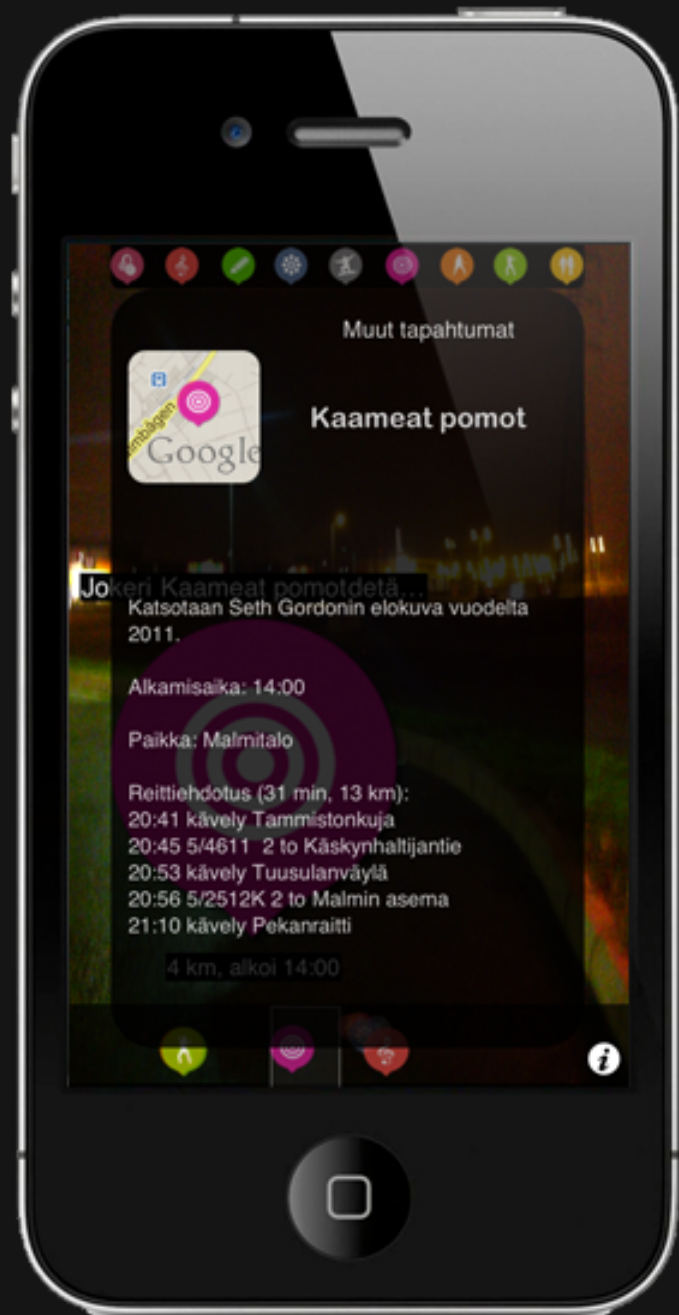 Muut tapahtumat
Kaameat pomot
Google
Jokeri Kaameat pomotdetä...
Katsotaan Seth Gordonin elokuva vuodelta
2011.
Alkamisaika: 14:00
Paikka: Malmitalo
Reittiehdotus (31 min, 13 km):
20:41 kävely Tammistonkuja
20:45 5/4611  2 to Käskynhaltijantie
20:53 kävely Tuusulanväylä
20:56 5/2512K 2 to Malmin asema
21:10 kävely Pekanraitti
4 km, alkoi 14:00
i